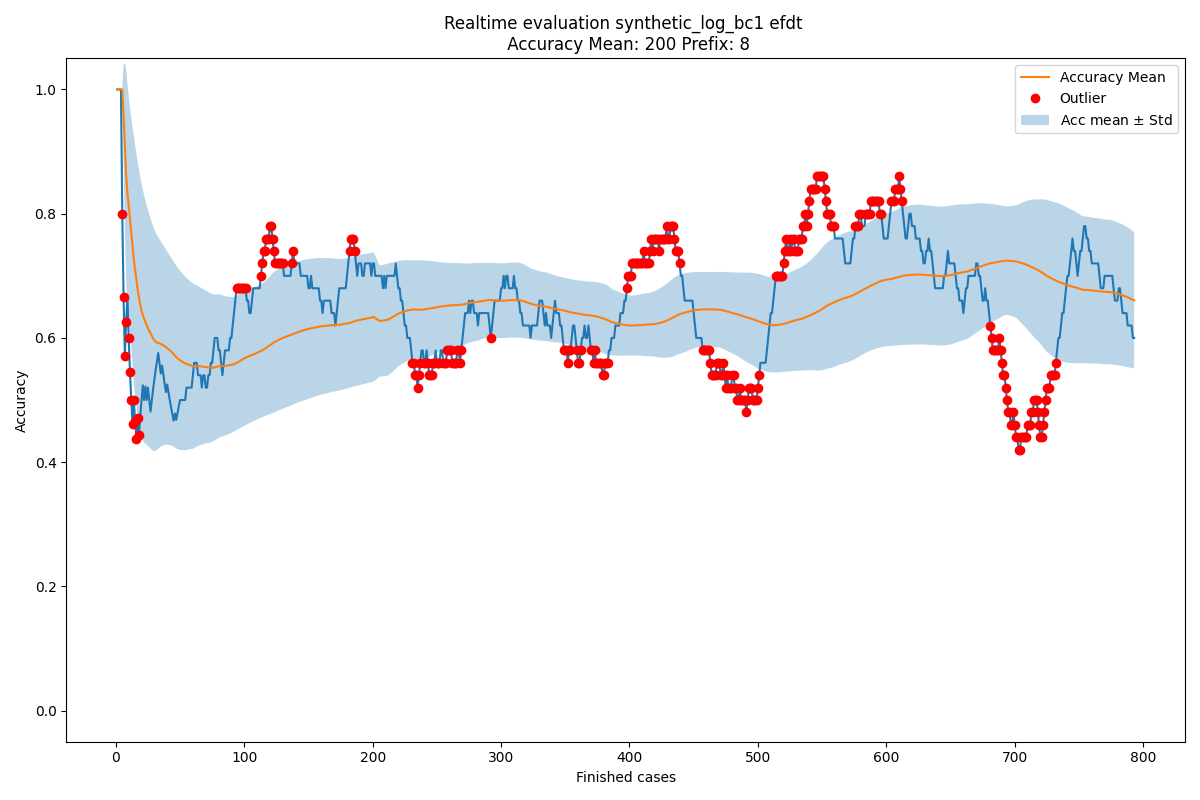 Realtime evaluation synthetic_log_bc1 efdt
Accuracy Mean: 200 Prefix: 8
Accuracy Mean
Outlier
Acc mean ± Std
1.0
0.8
0.6
0.4
0.2
0.0
Accuracy
0 100 200 300 400 500 600 700 800
Finished cases